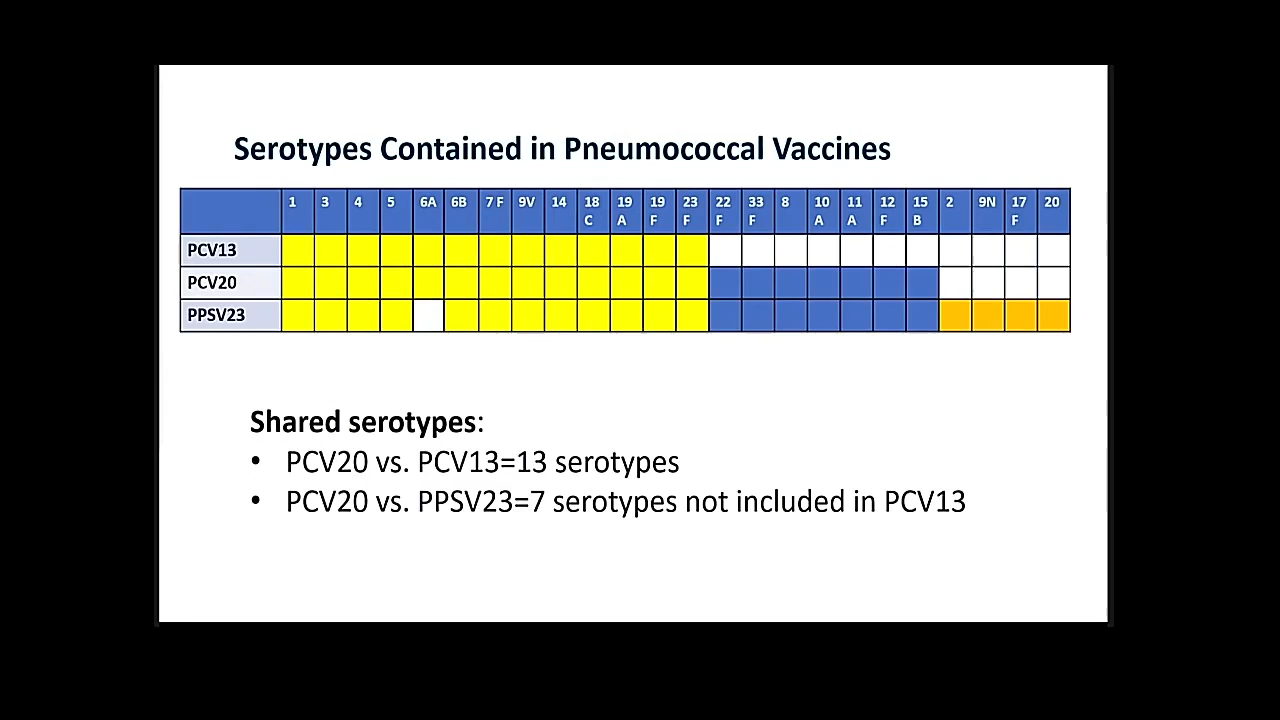 Serotypes Contained in Pneumococcal Vaccines
1 3 4 5 6A 6B 7 F 9V 14 18 C 19 A 19 F 23 F 22 F 33 F 8 10 A 11 A 12 F 15 B 2 9N 17 F 20
PCV13
PCV20
PPSV23
Shared serotypes:
• PCV20 vs. PCV13=13 serotypes
• PCV20 vs. PPSV23=7 serotypes not included in PCV13